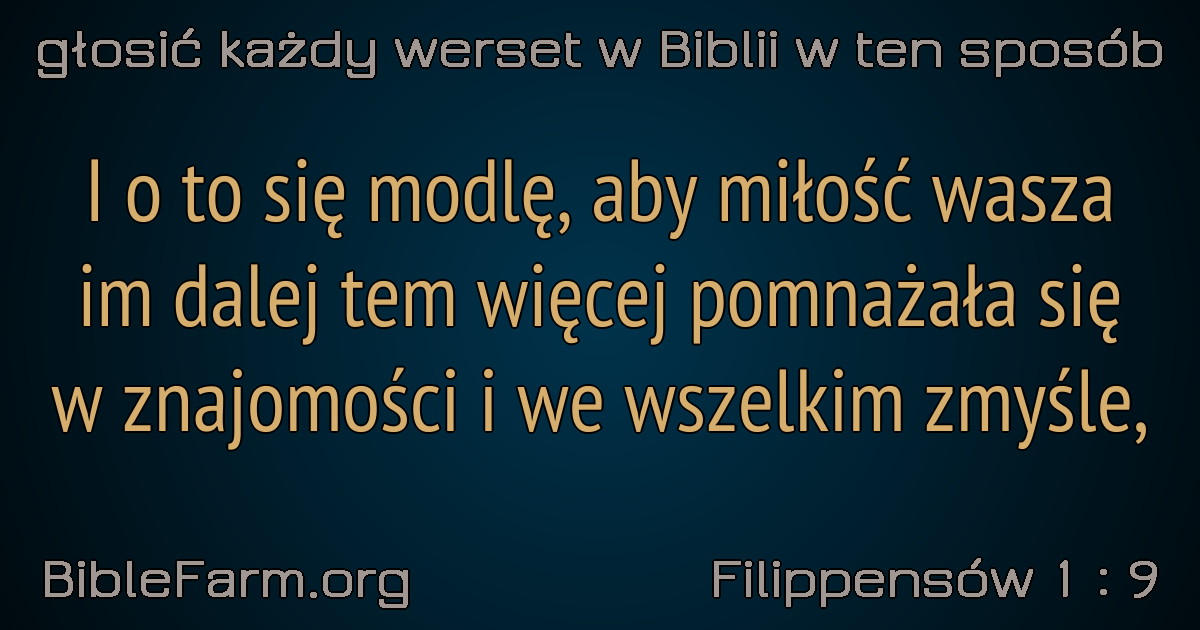 głosić każdy werset w Biblii w ten sposób
I o to się modlę, aby miłość wasza
im dalej tem więcej pomnażała się
w znajomości i we wszelkim zmyśle,
BibleFarm.org
Filippensów 1 : 9